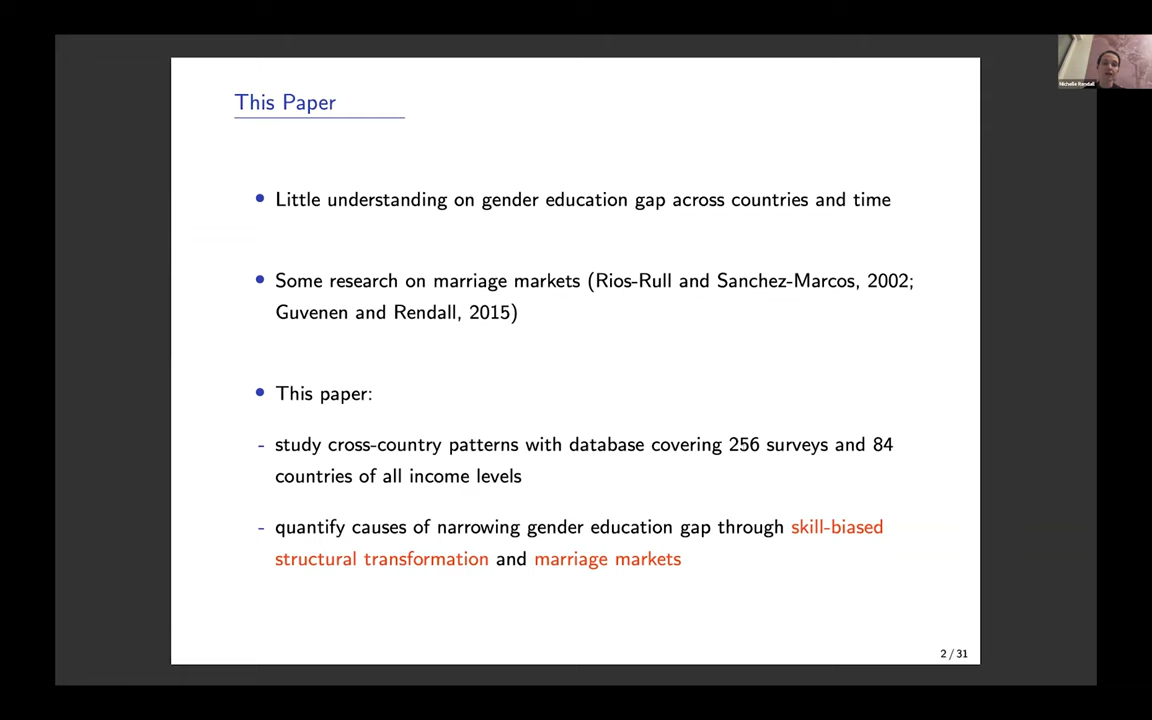 This Paper
• Little understanding on gender education gap across countries and time
• Some research on marriage markets (Rios-Rull and Sanchez-Marcos, 2002;
Guvenen and Rendall, 2015)
• This paper:
- study cross-country patterns with database covering 256 surveys and 84
countries of all income levels
- quantify causes of narrowing gender education gap through skill-biased
structural transformation and marriage markets
2 / 31
Michelle Rendall